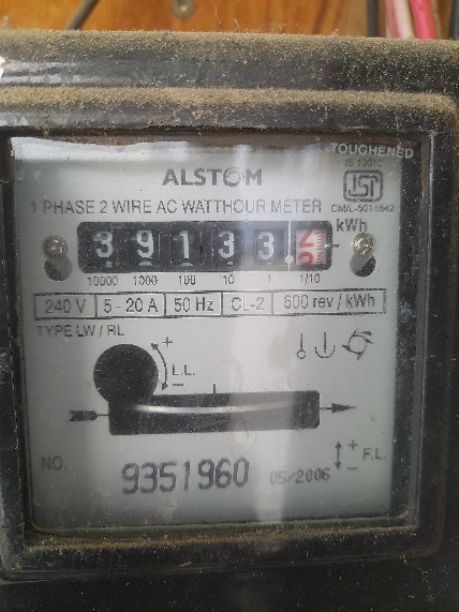 TOUGHENED
ALSTOM
1 PHASE 2 WIRE AC WATTHOUR METER
kWh
3 9 1 3 3
10000 1000 100 10 1 1/10
240 V 5 - 20 A 50 Hz CL-2 600 rev / kWh
TYPE LW / RL
+
L.L.
−
+
F.L.
−
NO. 9351960 05/2006